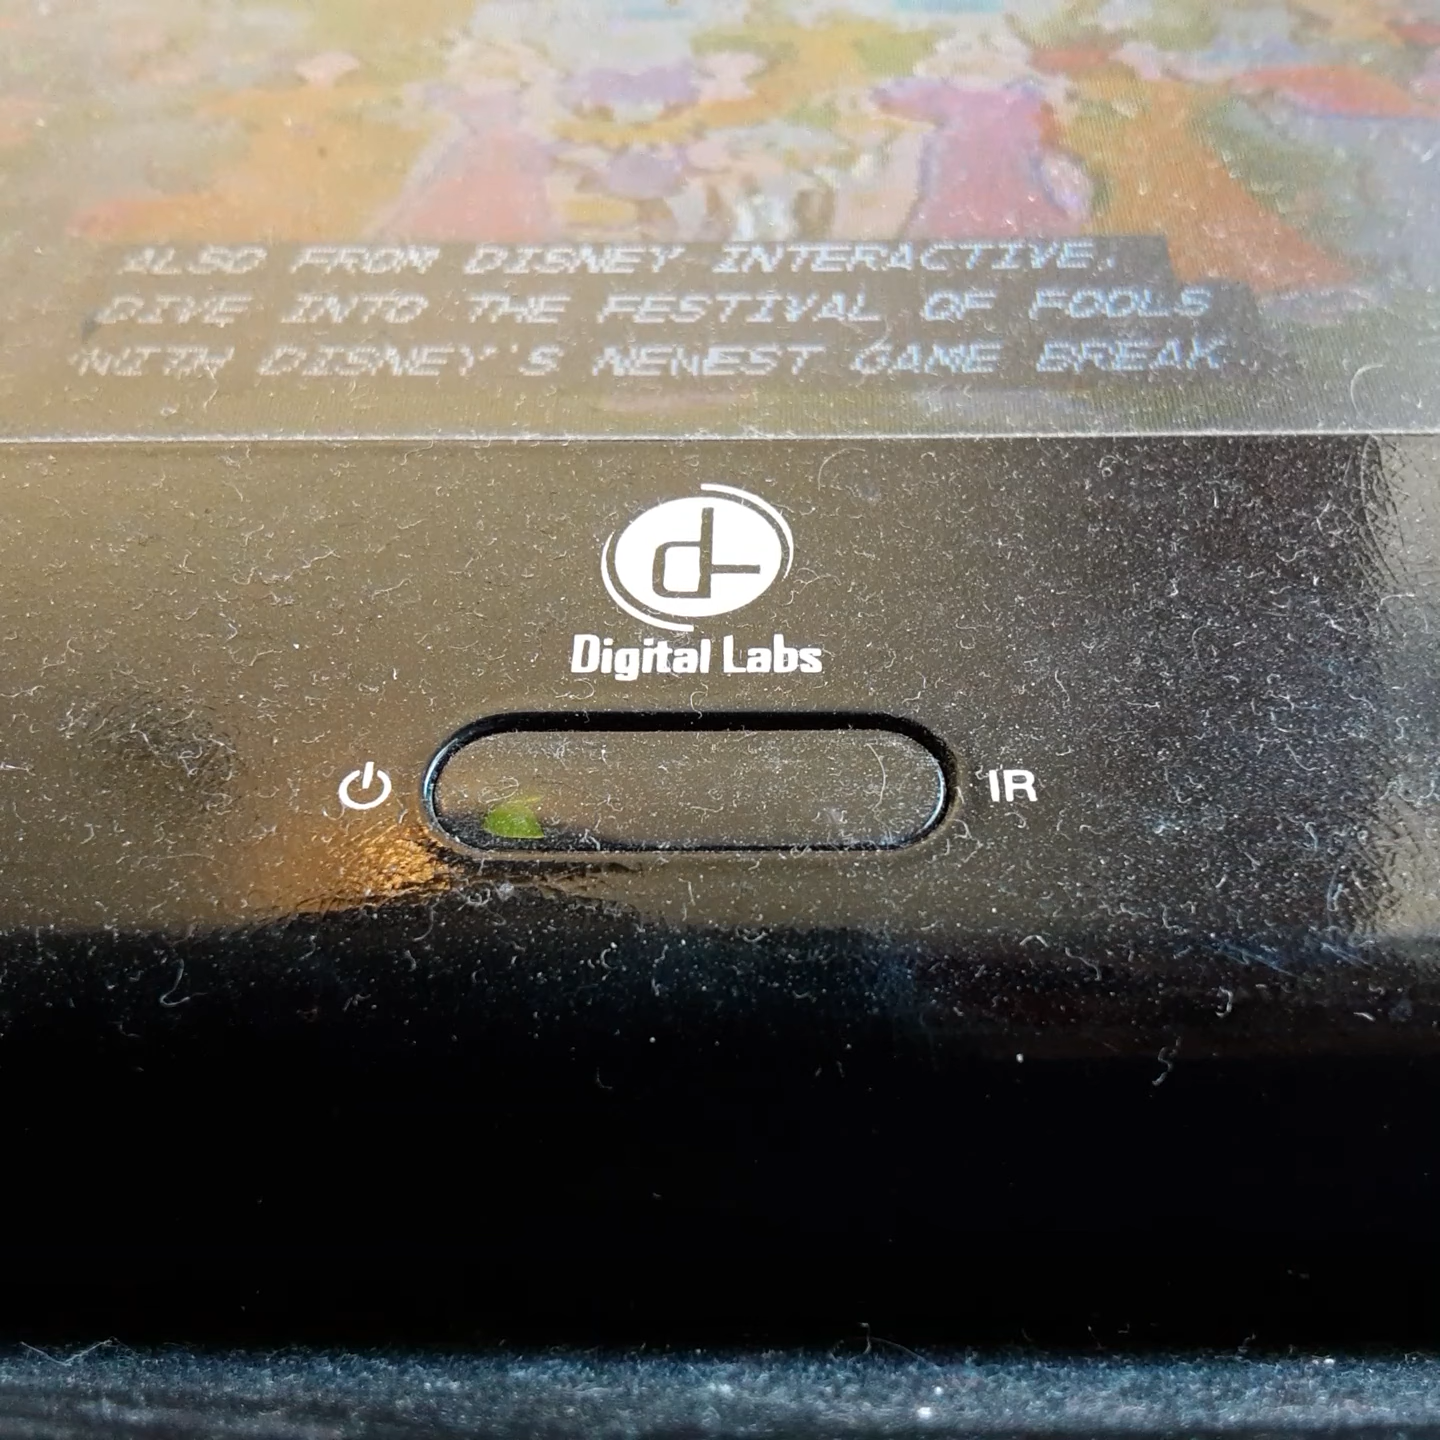 ALSO FROM DISNEY INTERACTIVE,
DIVE INTO THE FESTIVAL OF FOOLS
WITH DISNEY'S NEWEST GAME BREAK
Digital Labs
IR